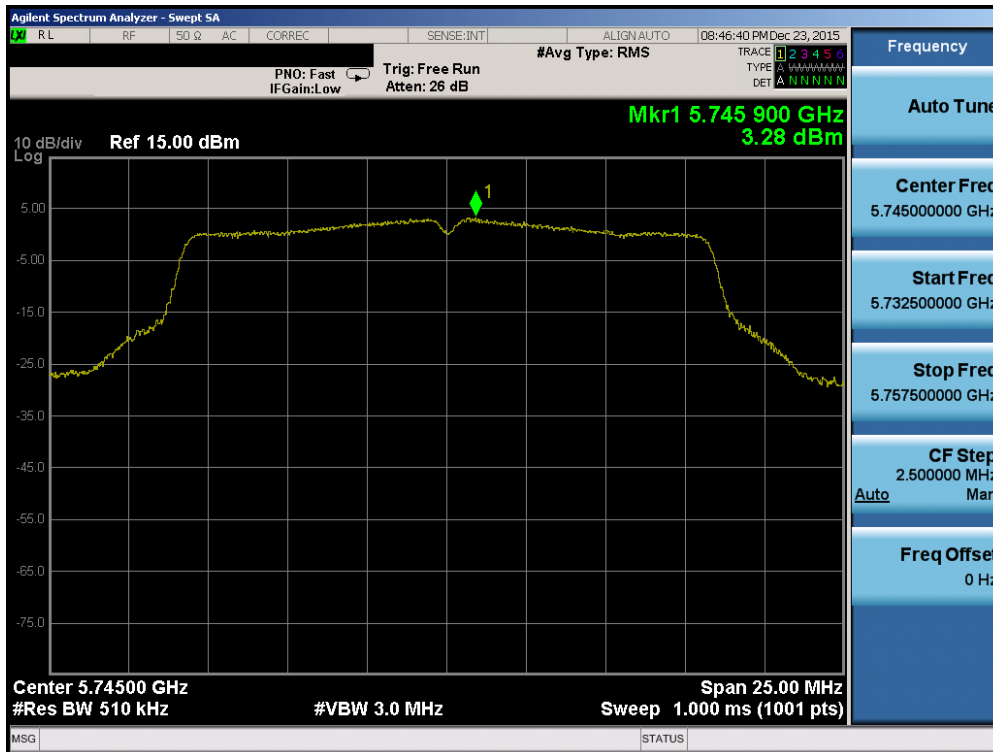 Agilent Spectrum Analyzer - Swept SA
LXI RL RF 50 Ω AC CORREC SENSE:INT ALIGNAUTO 08:46:40 PM Dec 23, 2015
#Avg Type: RMS
TRACE 1 2 3 4 5 6
TYPE A WWWWW
DET A N N N N N
PNO: Fast Trig: Free Run
IFGain:Low Atten: 26 dB
Mkr1 5.745 900 GHz
3.28 dBm
10 dB/div Ref 15.00 dBm
Log
1
5.00
-5.00
-15.0
-25.0
-35.0
-45.0
-55.0
-65.0
-75.0
Center 5.74500 GHz Span 25.00 MHz
#Res BW 510 kHz #VBW 3.0 MHz Sweep 1.000 ms (1001 pts)
MSG STATUS
Frequency
Auto Tune
Center Freq
5.745000000 GHz
Start Freq
5.732500000 GHz
Stop Freq
5.757500000 GHz
CF Step
2.500000 MHz
Auto Man
Freq Offset
0 Hz